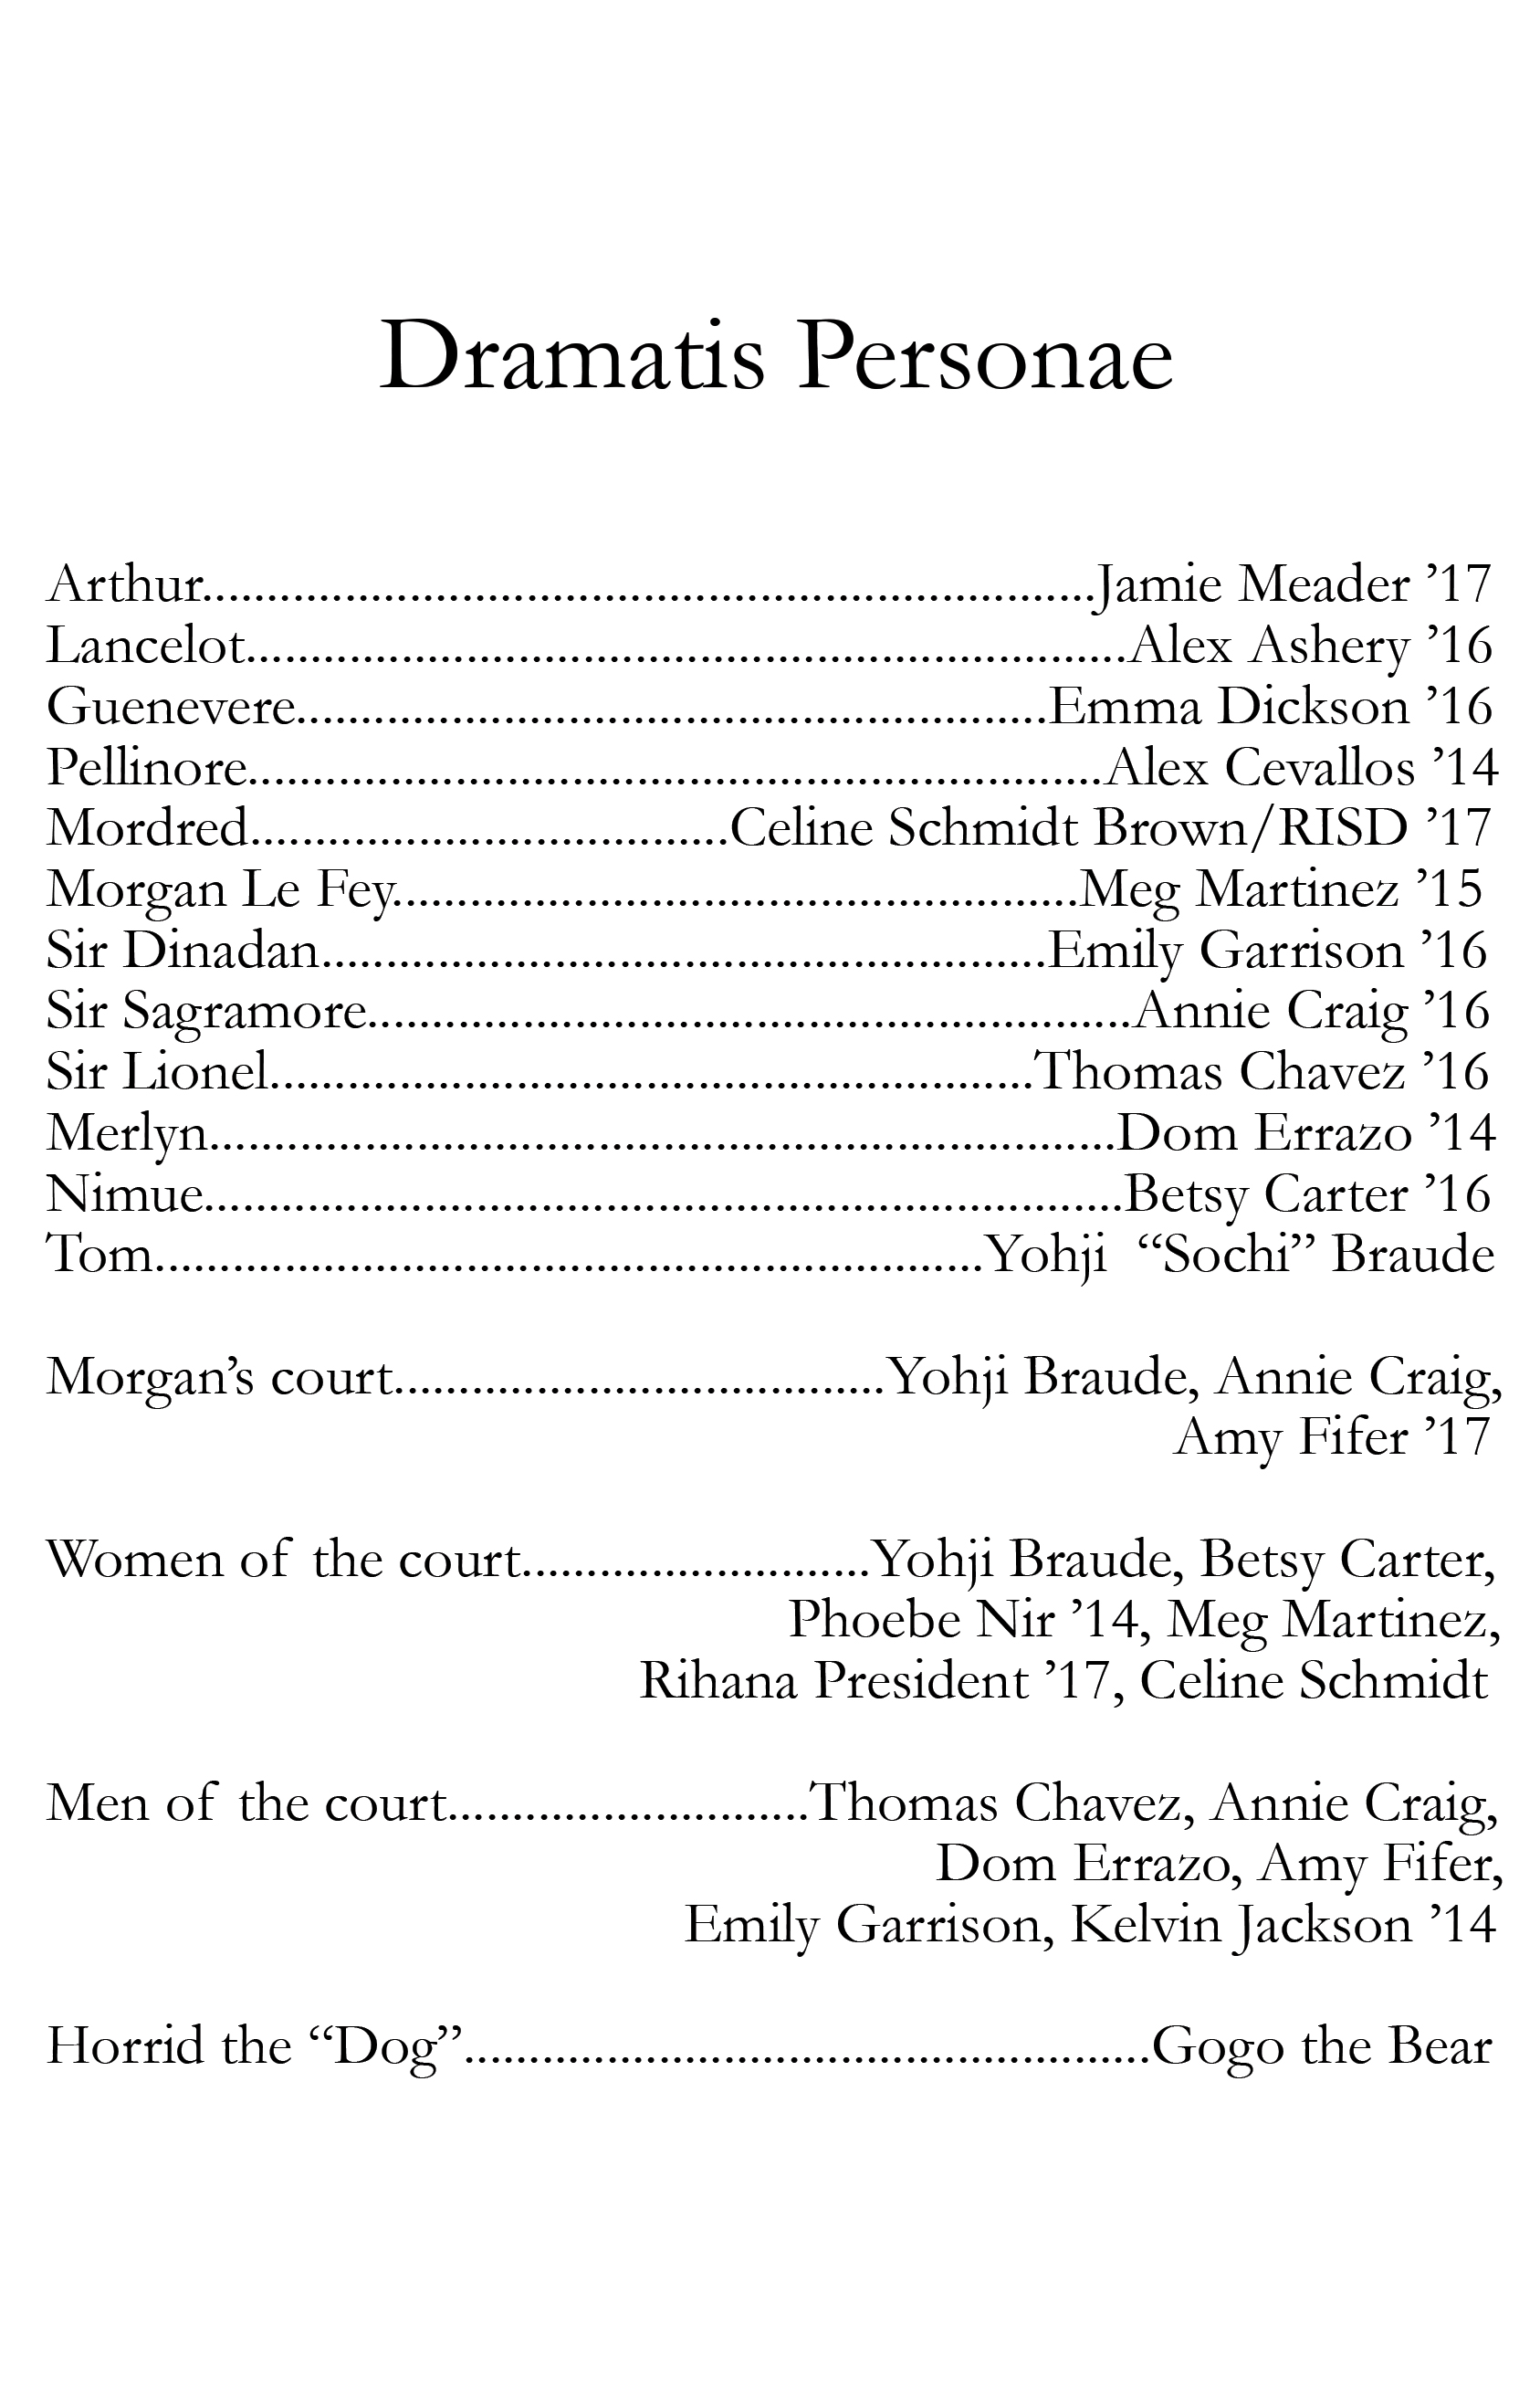 Dramatis Personae
Arthur.....................................................................Jamie Meader ’17
Lancelot....................................................................Alex Ashery ’16
Guenevere..........................................................Emma Dickson ’16
Pellinore..................................................................Alex Cevallos ’14
Mordred.....................................Celine Schmidt Brown/RISD ’17
Morgan Le Fey.....................................................Meg Martinez ’15
Sir Dinadan........................................................Emily Garrison ’16
Sir Sagramore...........................................................Annie Craig ’16
Sir Lionel...........................................................Thomas Chavez ’16
Merlyn......................................................................Dom Errazo ’14
Nimue.......................................................................Betsy Carter ’16
Tom................................................................Yohji “Sochi” Braude
Morgan’s court......................................Yohji Braude, Annie Craig,
Amy Fifer ’17
Women of the court...........................Yohji Braude, Betsy Carter,
Phoebe Nir ’14, Meg Martinez,
Rihana President ’17, Celine Schmidt
Men of the court............................Thomas Chavez, Annie Craig,
Dom Errazo, Amy Fifer,
Emily Garrison, Kelvin Jackson ’14
Horrid the “Dog”.....................................................Gogo the Bear